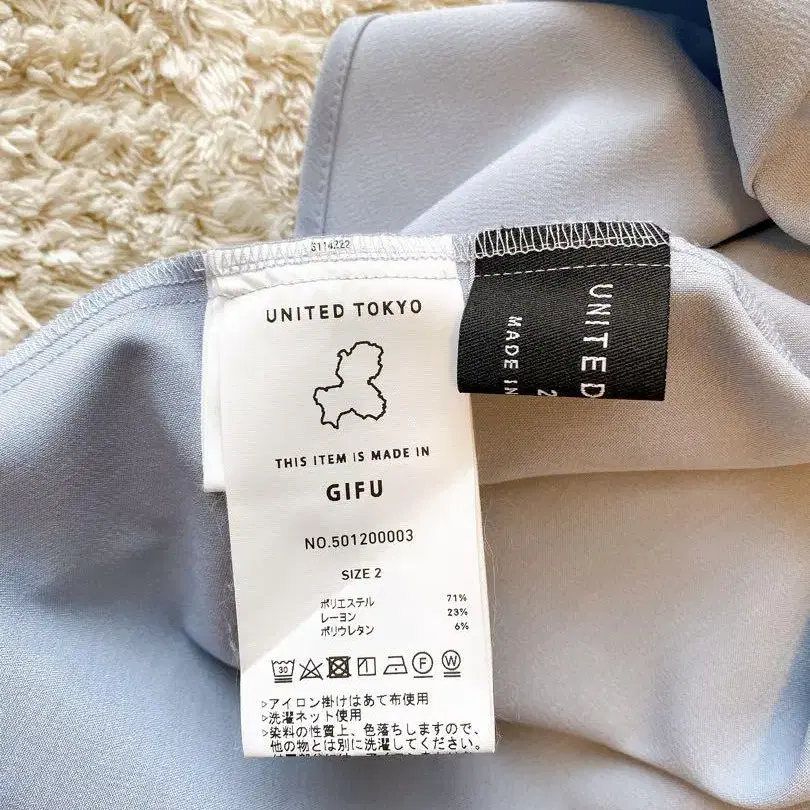 S114222
UNITED TOKYO
THIS ITEM IS MADE IN
GIFU
NO.501200003
SIZE 2
ポリエステル 71%
レーヨン 23%
ポリウレタン 6%
30 F W
▷アイロン掛けはあて布使用
▷洗濯ネット使用
▷染料の性質上、色落ちしますので、
他の物とは別に洗濯してください。
UNITED
2
MADE IN